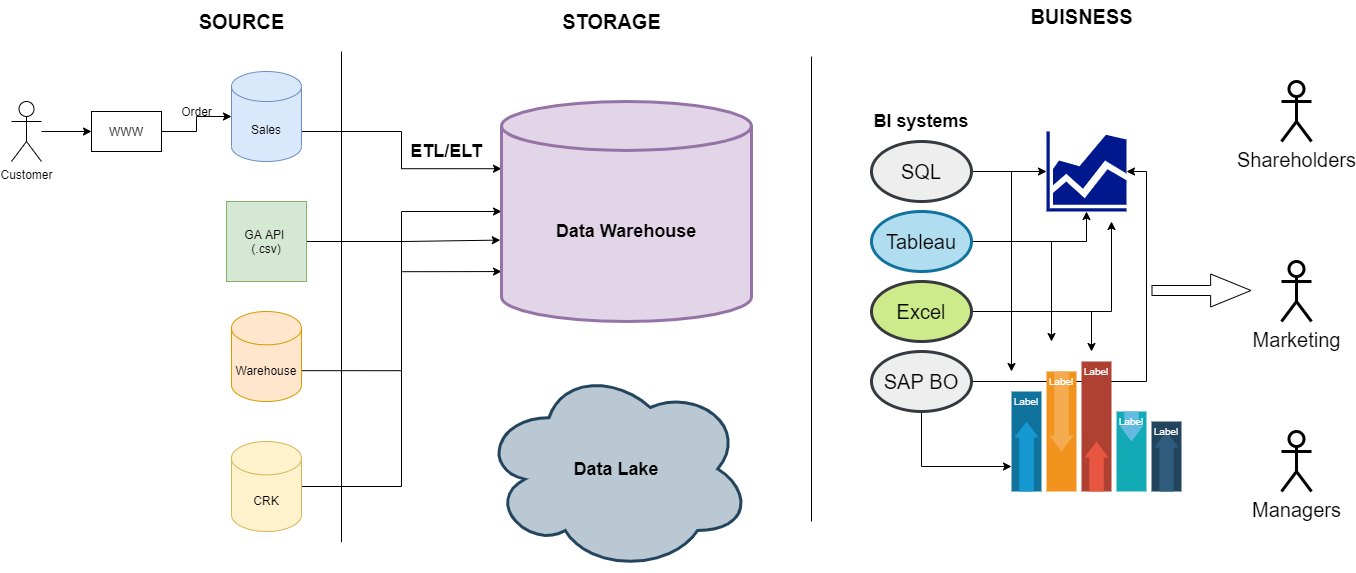 SOURCE
STORAGE
BUISNESS
Customer
WWW
Order
Sales
GA API
(.csv)
Warehouse
CRK
ETL/ELT
Data Warehouse
Data Lake
BI systems
SQL
Tableau
Excel
SAP BO
Label
Label
Label
Label
Label
Shareholders
Marketing
Managers